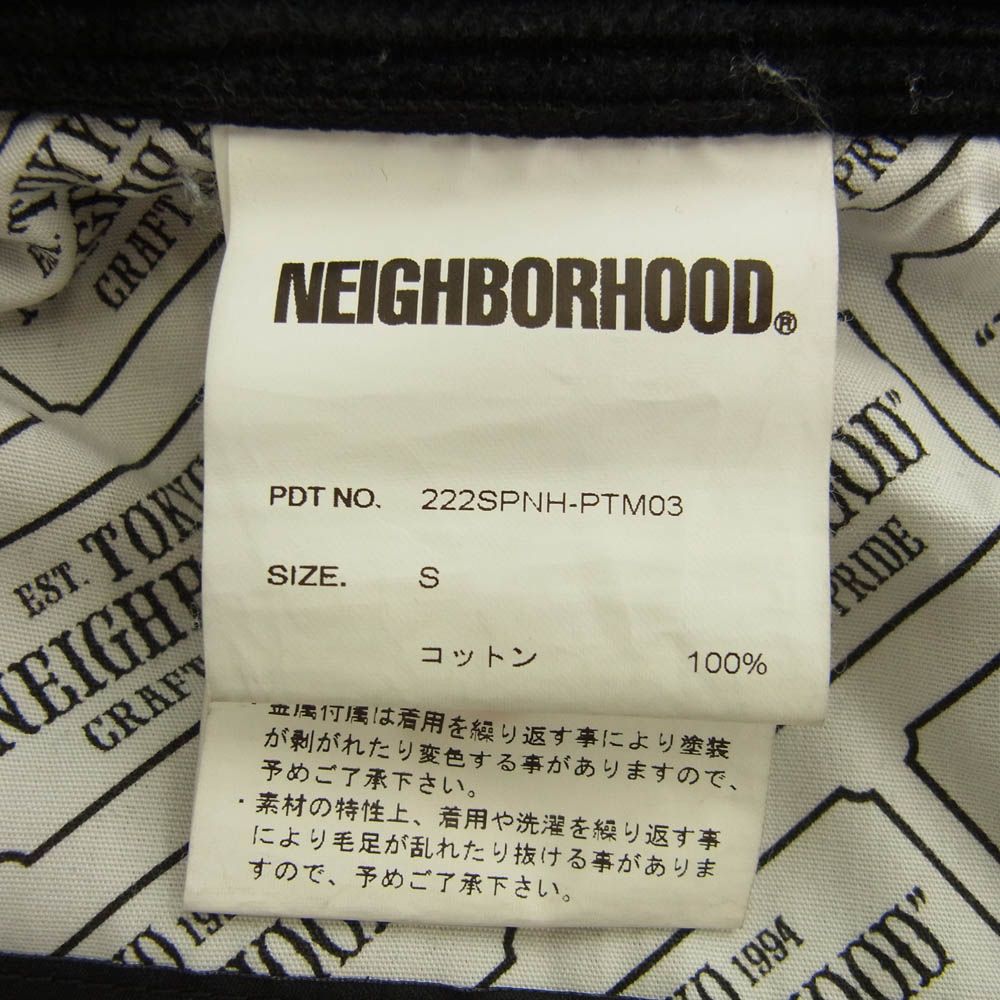 NEIGHBORHOOD®
PDT NO. 222SPNH-PTM03
SIZE. S
コットン 100%
・金属付属は着用を繰り返す事により塗装
が剥がれたり変色する事がありますので、
予めご了承下さい。
・素材の特性上、着用や洗濯を繰り返す事
により毛足が乱れたり抜ける事がありま
すので、予めご了承下さい。
CRAFT
PR
EST. TOKYO
NEIGHB
CRAFT
OOD"
PRIDE
1994
OOD"